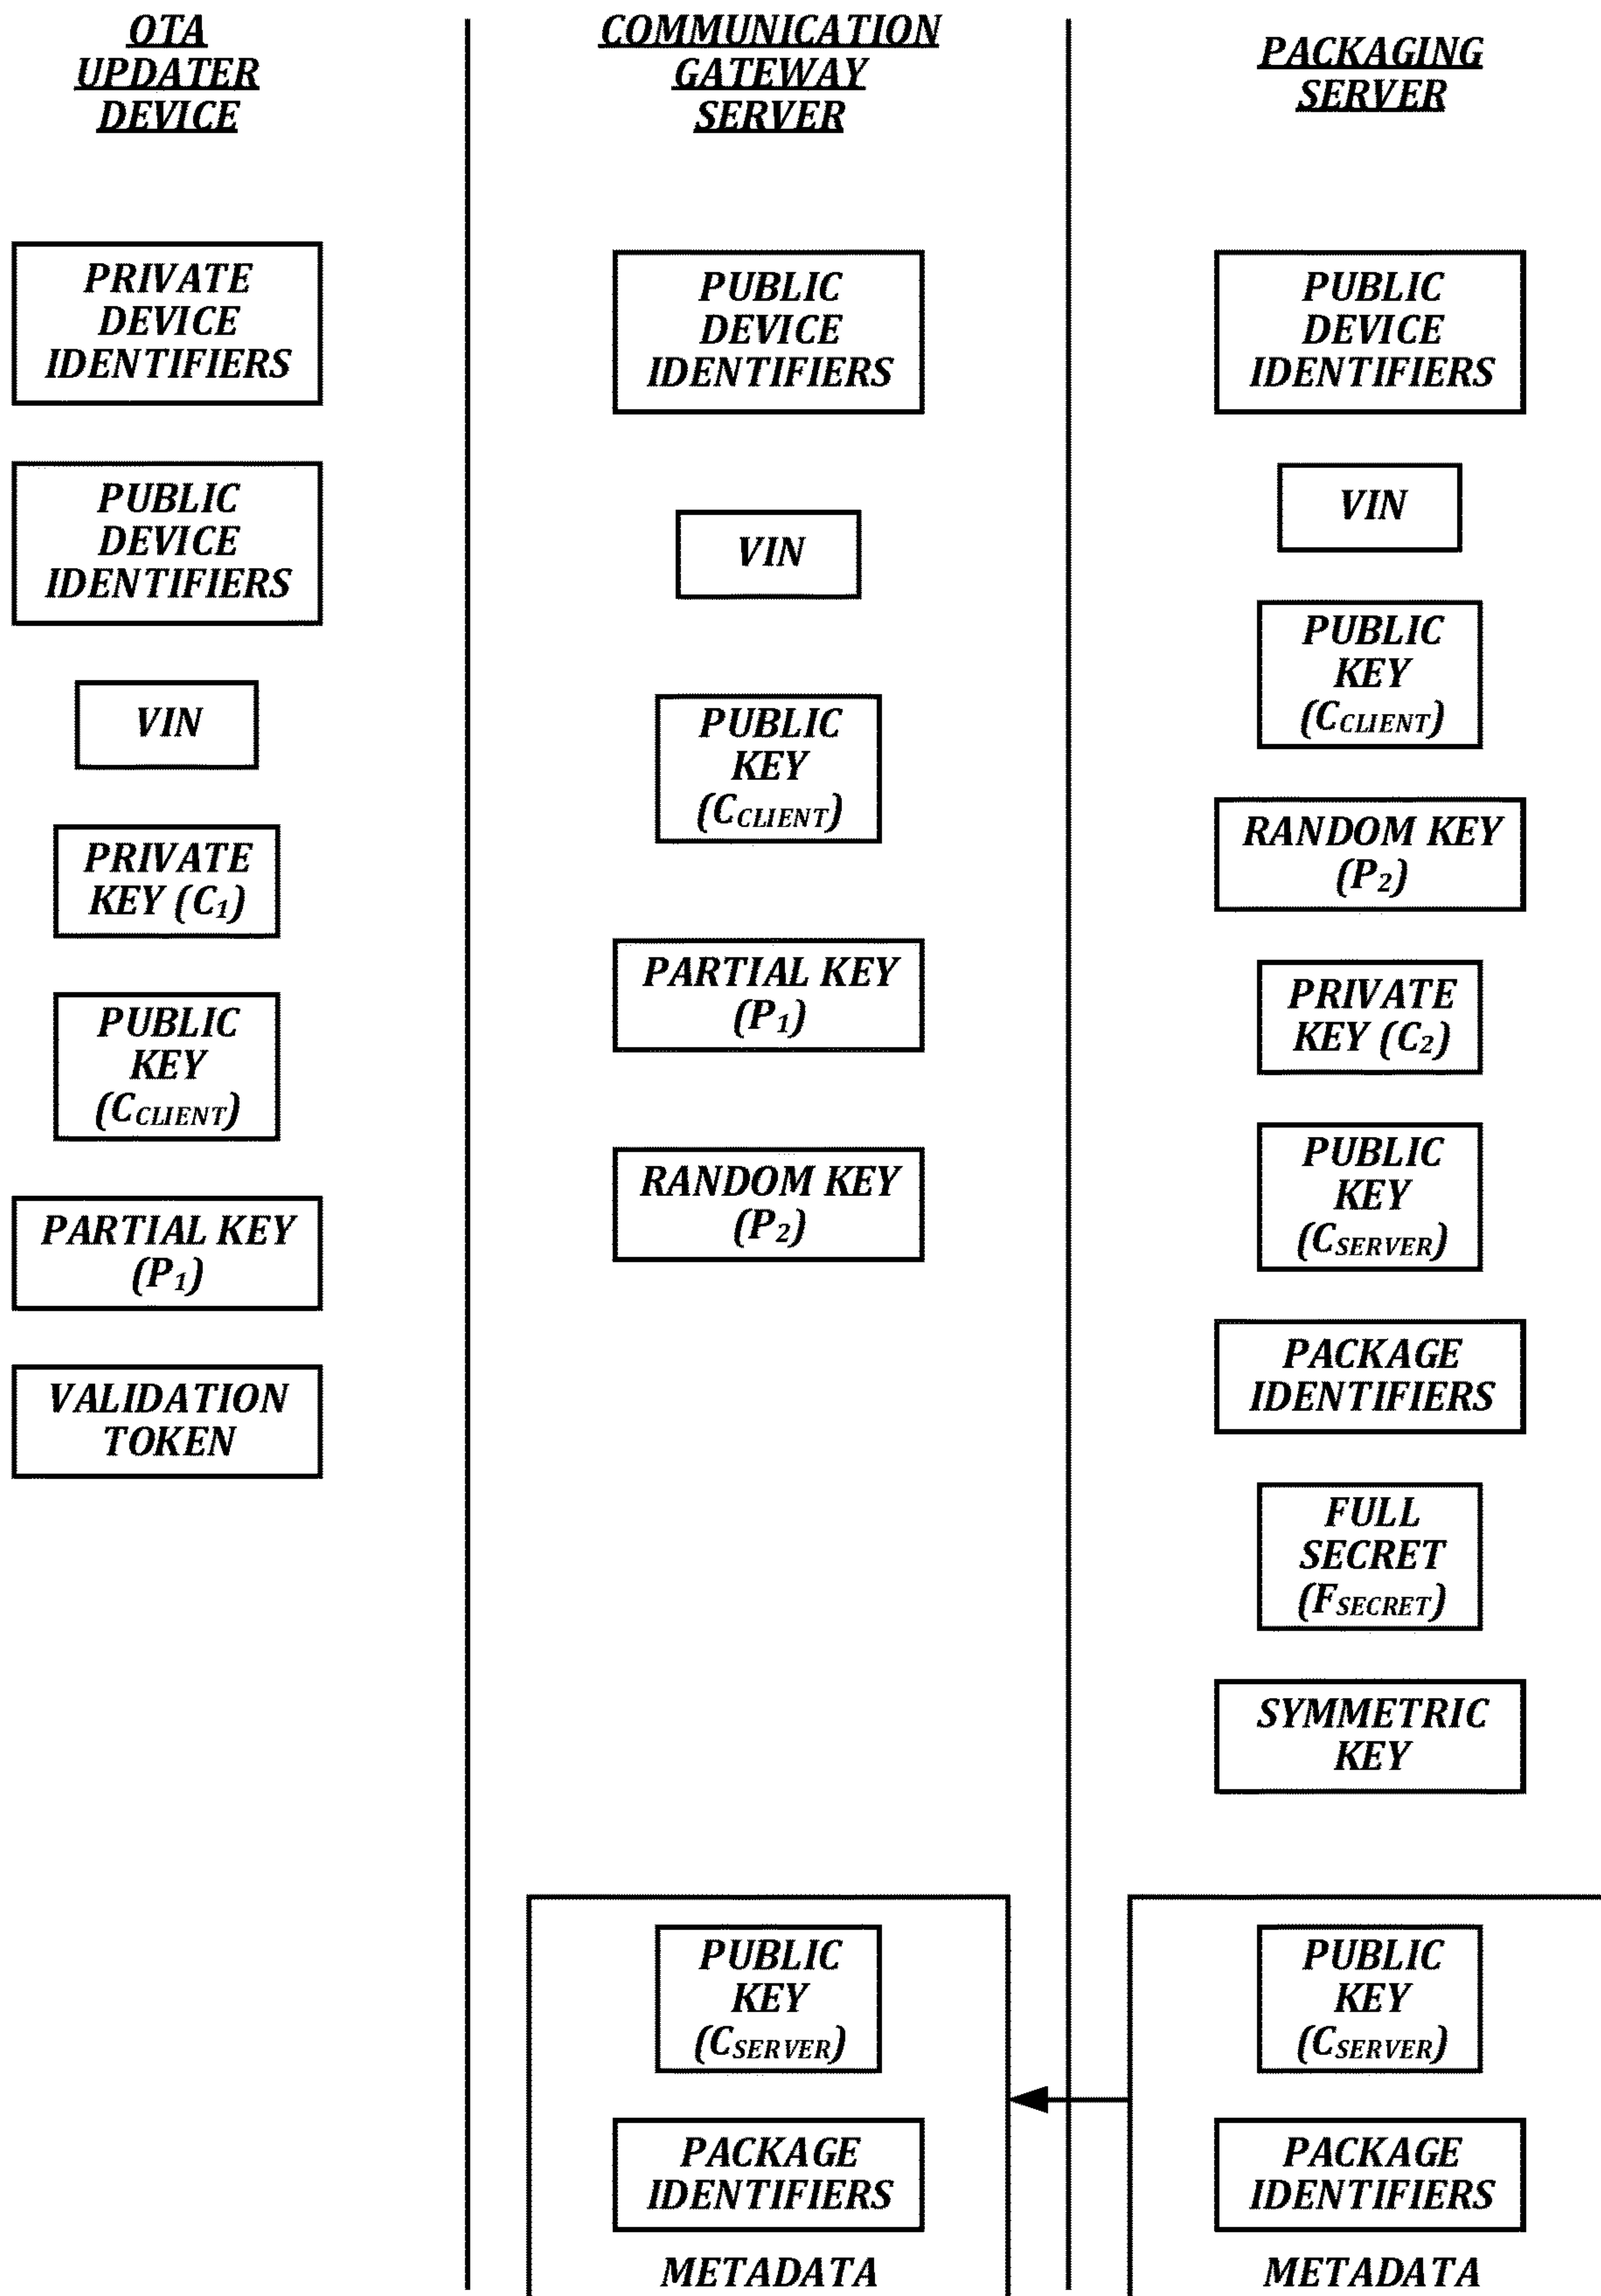 OTA
UPDATER
DEVICE
PRIVATE
DEVICE
IDENTIFIERS
PUBLIC
DEVICE
IDENTIFIERS
VIN
PRIVATE
KEY (C1)
PUBLIC
KEY
(CCLIENT)
PARTIAL KEY
(P1)
VALIDATION
TOKEN
COMMUNICATION
GATEWAY
SERVER
PUBLIC
DEVICE
IDENTIFIERS
VIN
PUBLIC
KEY
(CCLIENT)
PARTIAL KEY
(P1)
RANDOM KEY
(P2)
PUBLIC
KEY
(CSERVER)
PACKAGE
IDENTIFIERS
METADATA
PACKAGING
SERVER
PUBLIC
DEVICE
IDENTIFIERS
VIN
PUBLIC
KEY
(CCLIENT)
RANDOM KEY
(P2)
PRIVATE
KEY (C2)
PUBLIC
KEY
(CSERVER)
PACKAGE
IDENTIFIERS
FULL
SECRET
(FSECRET)
SYMMETRIC
KEY
PUBLIC
KEY
(CSERVER)
PACKAGE
IDENTIFIERS
METADATA